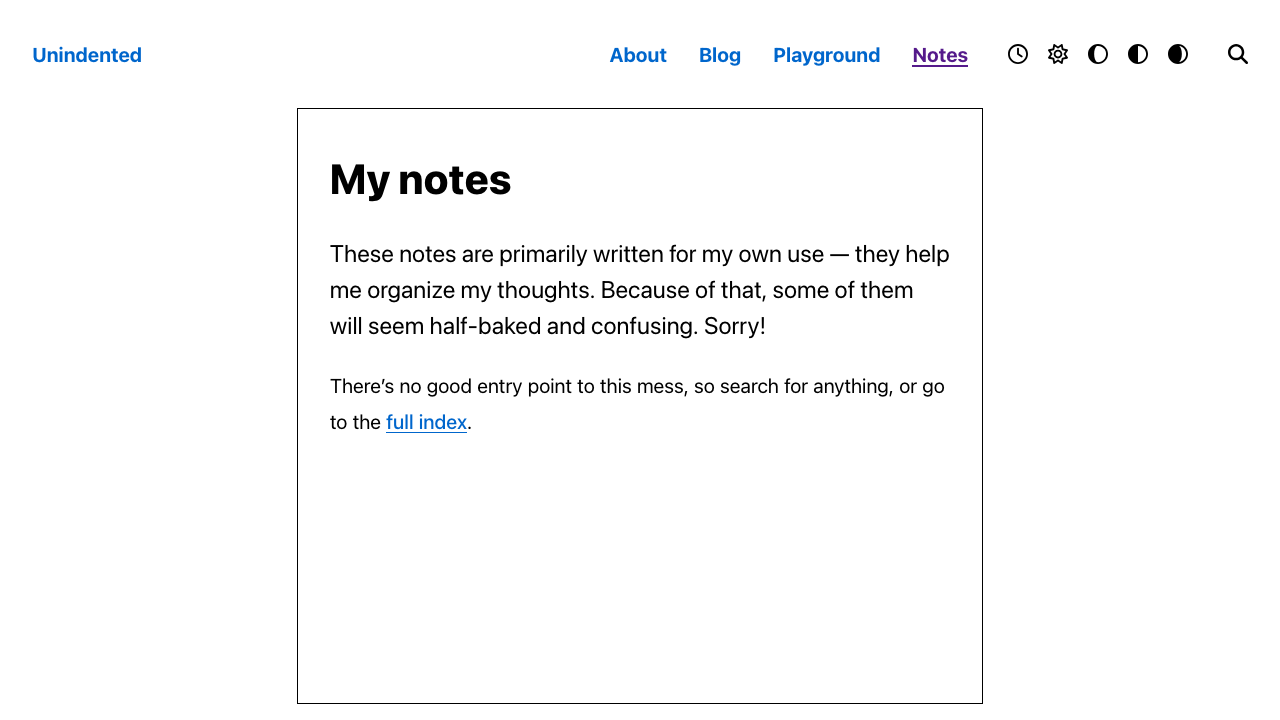 Unindented
About
Blog
Playground
Notes
My notes
These notes are primarily written for my own use — they help
me organize my thoughts. Because of that, some of them
will seem half-baked and confusing. Sorry!
There’s no good entry point to this mess, so search for anything, or go
to the full index.